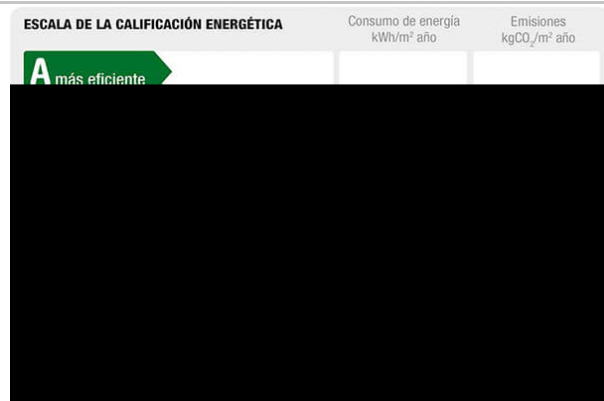 ESCALA DE LA CALIFICACIÓN ENERGÉTICA
Consumo de energía
kWh/m² año
Emisiones
kgCO₂/m² año
A más eficiente